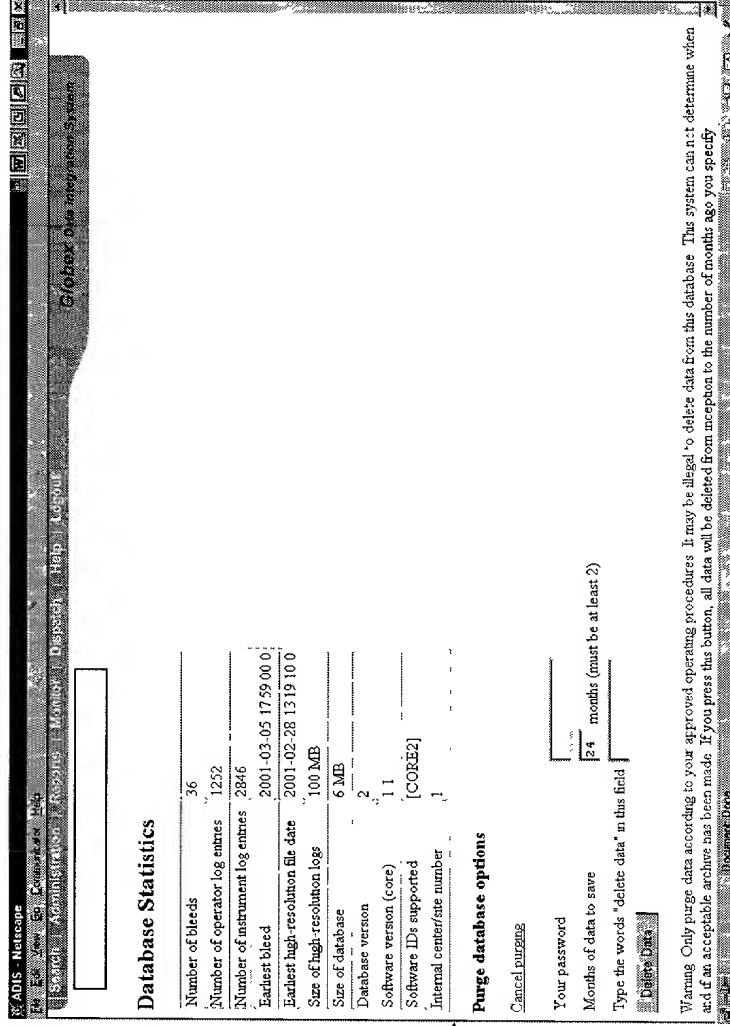 ADIS - Netscape
File Edit View Go Communicator Help
Search | Administration | Reports | Monitor | Dispatch | Help | Logout
Globex Data Integration System
Database Statistics
Number of bleeds 36
Number of operator log entries 1252
Number of instrument log entries 2846
Earliest bleed 2001-03-05 17 59 00 0
Earliest high-resolution file date 2001-02-28 13 19 10 0
Size of high-resolution logs 100 MB
Size of database 6 MB
Database version 2
Software version (core) 1 1
Software IDs supported [CORE2]
Internal center/site number 1
Purge database options
Cancel purging
Your password
Months of data to save 24 months (must be at least 2)
Type the words "delete data" in this field
Delete Data
Warning Only purge data according to your approved operating procedures It may be illegal to delete data from this database This system can not determine when
and if an acceptable archive has been made If you press this button, all data will be deleted from inception to the number of months ago you specify
Document Done